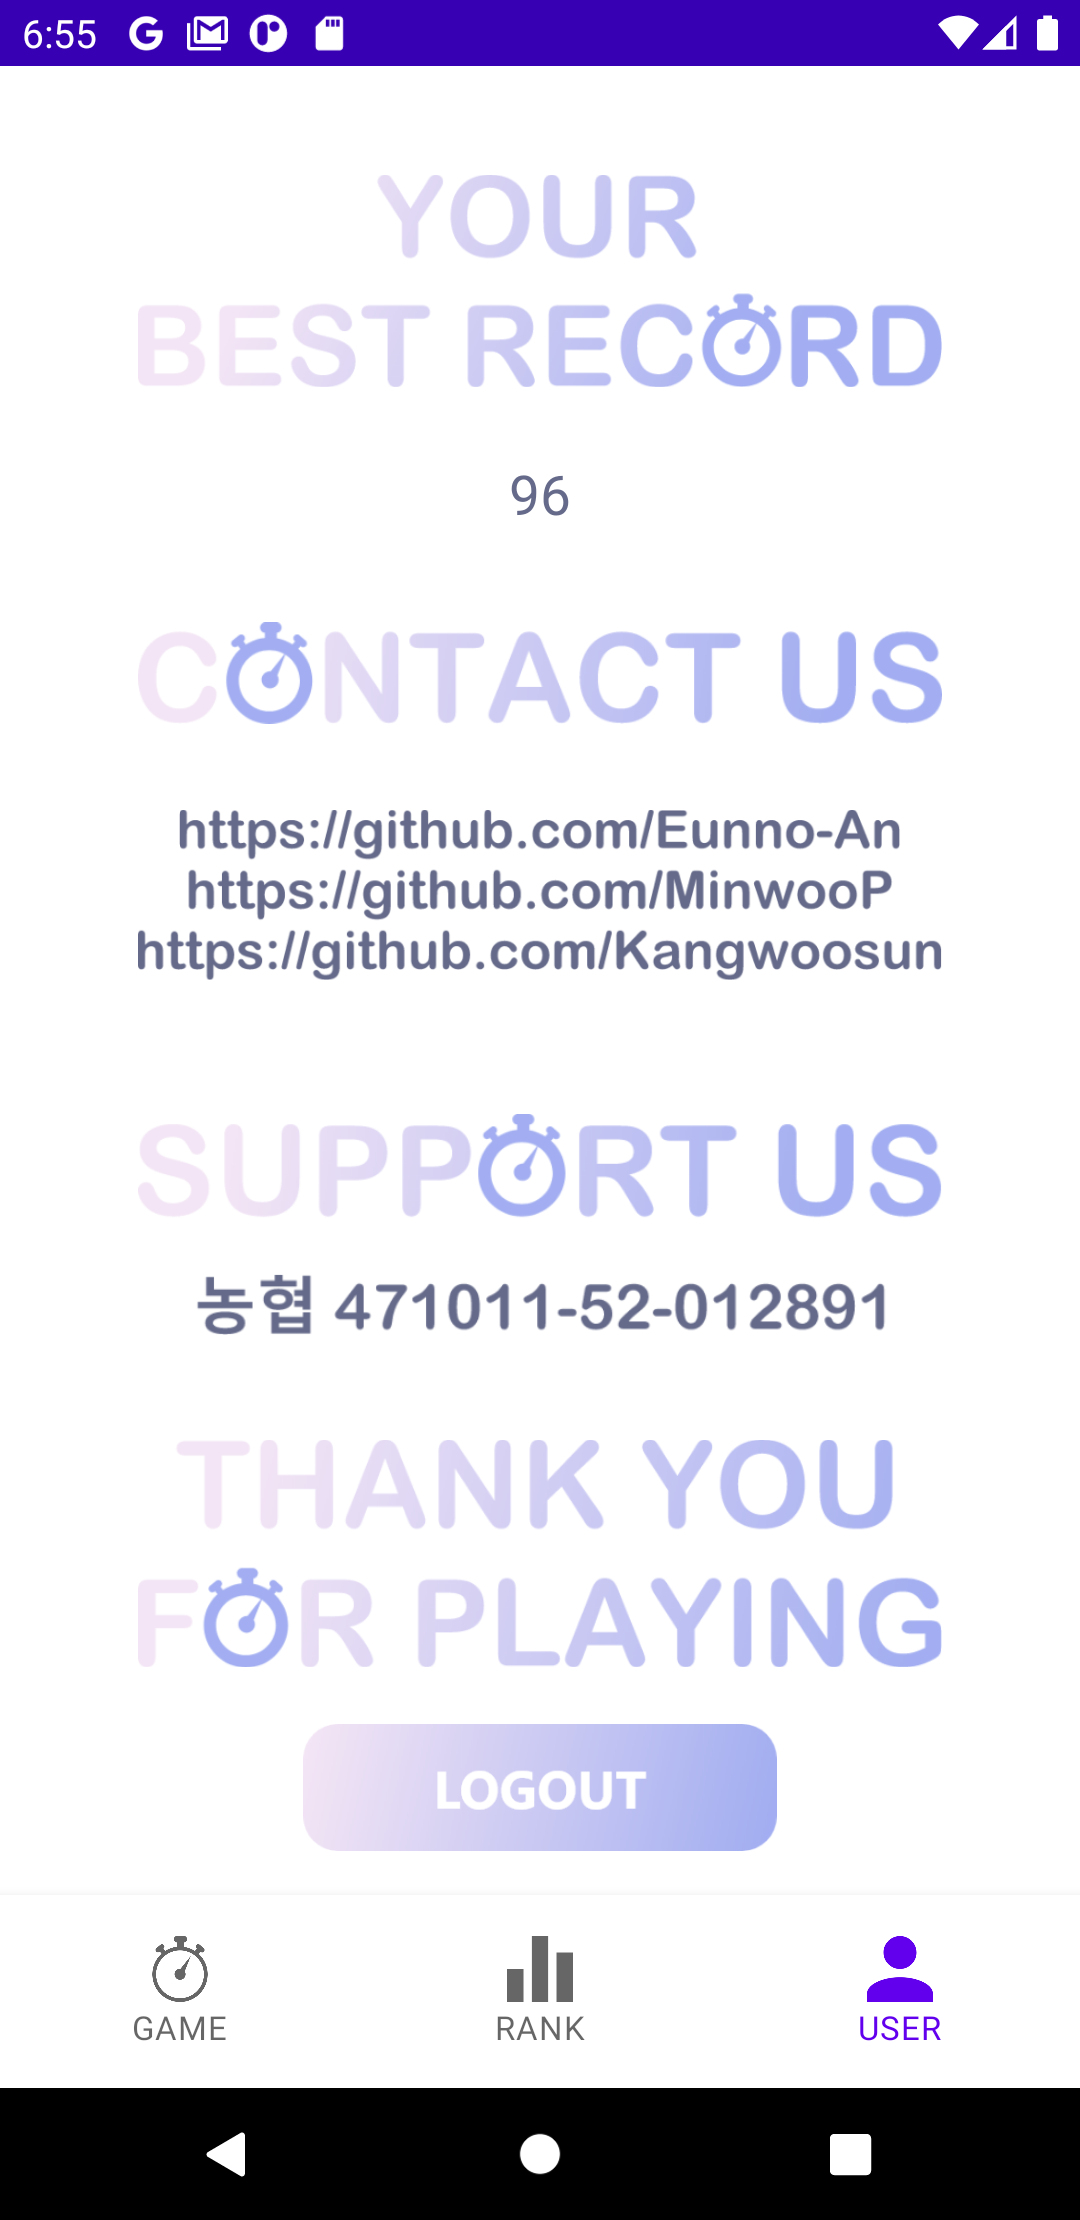 6:55
YOUR
BEST RECORD
96
CONTACT US
https://github.com/Eunno-An
https://github.com/MinwooP
https://github.com/Kangwoosun
SUPPORT US
농협 471011-52-012891
THANK YOU
FOR PLAYING
LOGOUT
GAME
RANK
USER